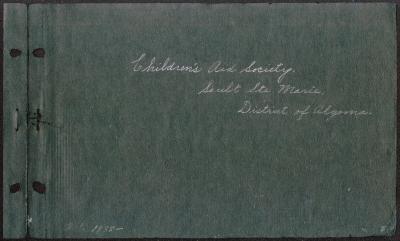 Children's Aid Society.
Sault Ste Marie,
District of Algoma.